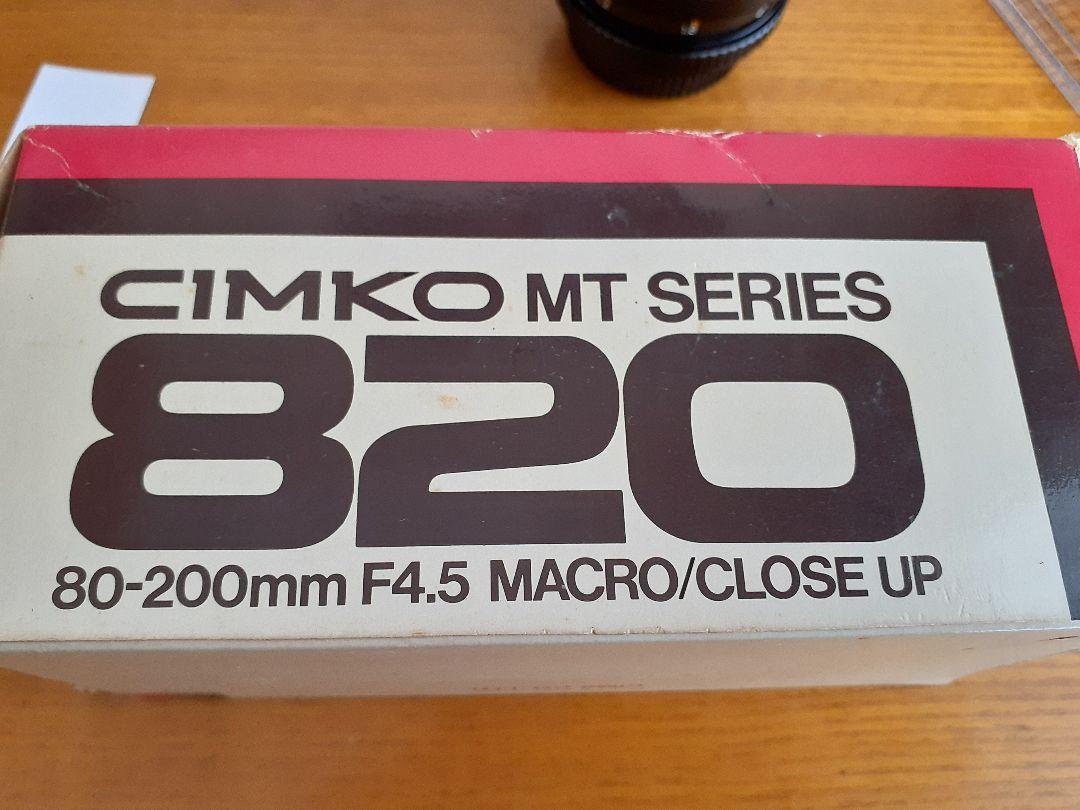 CIMKO MT SERIES
820
80-200mm F4.5 MACRO/CLOSE UP